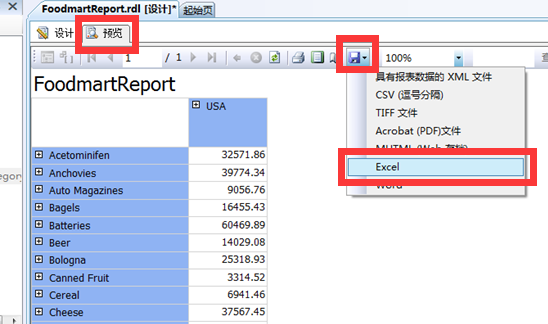 FoodmartReport.rdl [设计]*
起始页
设计
预览
1
/ 1
100%
FoodmartReport
USA
Acetominifen 32571.86
Anchovies 39774.34
Auto Magazines 9056.76
Bagels 16455.43
Batteries 60469.89
Beer 14029.08
Bologna 25318.93
Canned Fruit 3314.52
Cereal 6941.46
Cheese 37567.45
具有报表数据的 XML 文件
CSV (逗号分隔)
TIFF 文件
Acrobat (PDF)文件
MHTML (Web 存档)
Excel
Word
egory